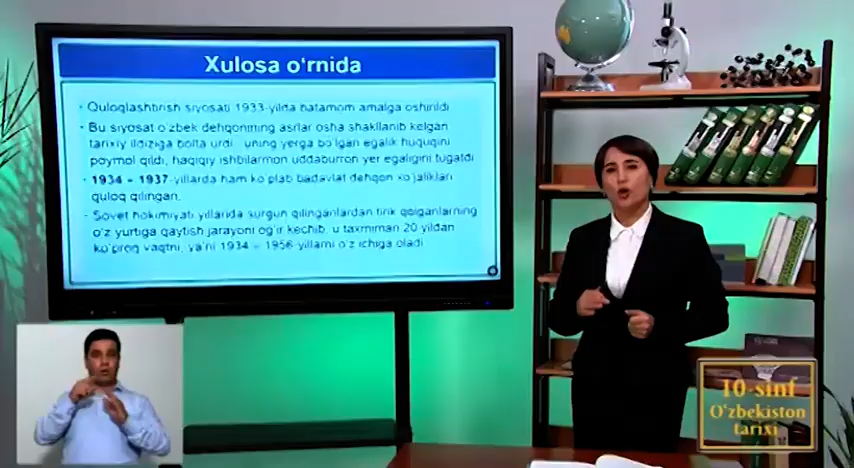 Xulosa o‘rnida
· Quloqlashtirish siyosati 1933-yilda batamom amalga oshirildi
· Bu siyosat o‘zbek dehqonining asrlar osha shakllanib kelgan
tarixiy ildiziga bolta urdi, uning yerga bo‘lgan egalik huquqini
poymol qildi, haqiqiy ishbilarmon uddaburron yer egaligini tugatdi
· 1934 – 1937-yillarda ham ko‘plab badavlat dehqon xo‘jaliklari
quloq qilingan.
· Sovet hokimiyati yillarida surgun qilinganlardan tirik qolganlarning
o‘z yurtiga qaytish jarayoni og‘ir kechib, u taxminan 20 yildan
ko‘proq vaqtni, ya’ni 1934 – 1956-yillarni o‘z ichiga oladi
10-sinf
O‘zbekiston
tarixi